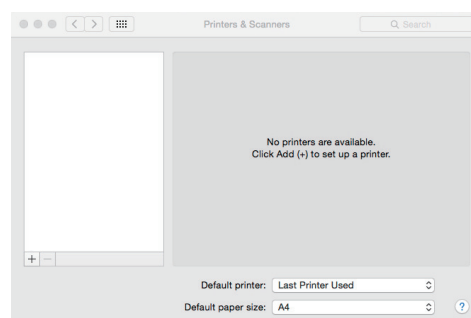 Printers & Scanners
Search
No printers are available.
Click Add (+) to set up a printer.
+ −
Default printer: Last Printer Used
Default paper size: A4
?